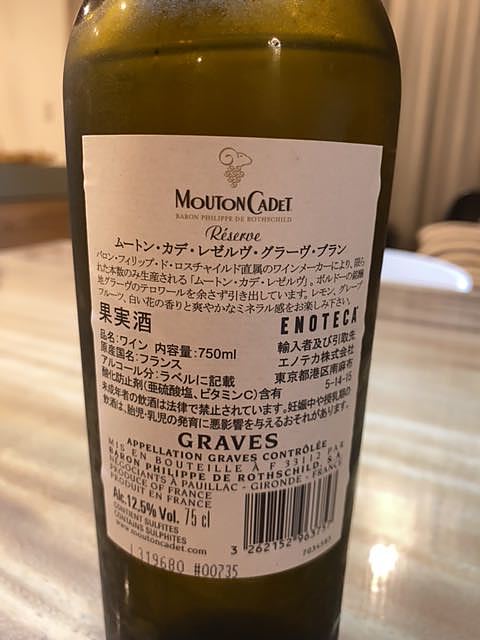 MOUTON CADET
BARON PHILIPPE DE ROTHSCHILD
Réserve
ムートン・カデ・レゼルヴ・グラーヴ・ブラン
バロン・フィリップ・ド・ロスチャイルド直属のワインメーカーにより、限ら
れた本数のみ生産される「ムートン・カデ・レゼルヴ」。ボルドーの銘醸
地グラーヴのテロワールを余さず引き出しています。レモン、グレープ
フルーツ、白い花の香りと爽やかなミネラル感をお楽しみ下さい。
果実酒
ENOTECA
品名:ワイン 内容量:750ml
輸入者及び引取先
原産国名:フランス
エノテカ株式会社
アルコール分:ラベルに記載
東京都港区南麻布
酸化防止剤(亜硫酸塩、ビタミンC)含有
5-14-15
未成年者の飲酒は法律で禁止されています。妊娠中や授乳期の
飲酒は、胎児・乳児の発育に悪影響を与えるおそれがあります。
GRAVES
APPELLATION GRAVES CONTRÔLÉE
MIS EN BOUTEILLE À F 33112 PAR
BARON PHILIPPE DE ROTHSCHILD, S.A.
NÉGOCIANTS À PAUILLAC - GIRONDE - FRANCE
PRODUCE OF FRANCE
PRODUIT EN FRANCE
Alc.12,5% Vol. 75 cl
CONTIENT SULFITES
CONTAINS SULPHITES
www.moutoncadet.com
L319680 #00735